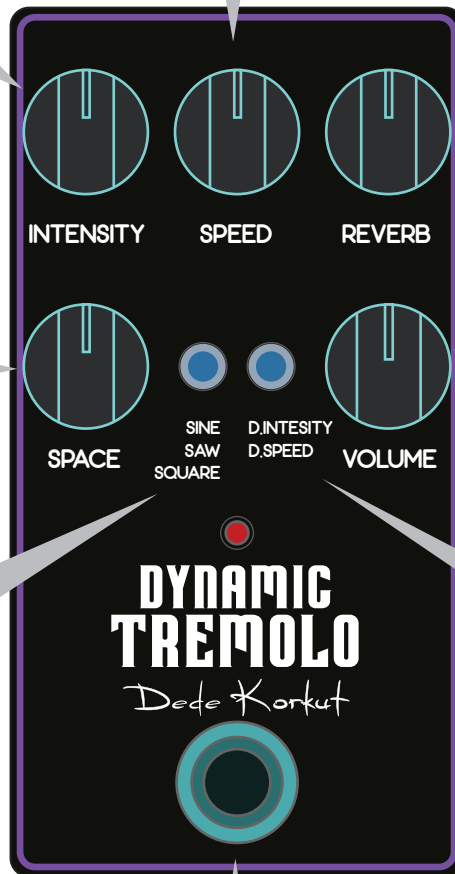 INTENSITY SPEED REVERB
SINE D.INTESITY
SAW D.SPEED
SQUARE
SPACE VOLUME
DYNAMIC
TREMOLO
Dede Korkut